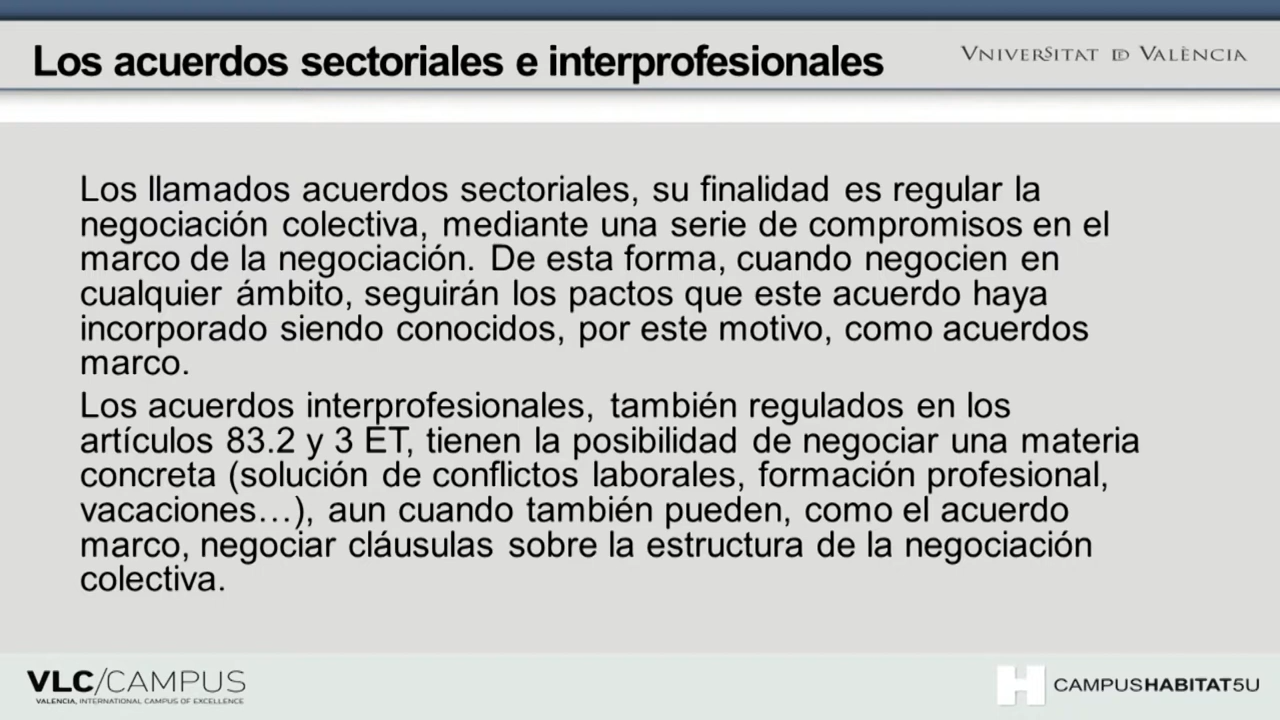 Los acuerdos sectoriales e interprofesionales
VNIVERSITAT DE VALÈNCIA
Los llamados acuerdos sectoriales, su finalidad es regular la
negociación colectiva, mediante una serie de compromisos en el
marco de la negociación. De esta forma, cuando negocien en
cualquier ámbito, seguirán los pactos que este acuerdo haya
incorporado siendo conocidos, por este motivo, como acuerdos
marco.
Los acuerdos interprofesionales, también regulados en los
artículos 83.2 y 3 ET, tienen la posibilidad de negociar una materia
concreta (solución de conflictos laborales, formación profesional,
vacaciones…), aun cuando también pueden, como el acuerdo
marco, negociar cláusulas sobre la estructura de la negociación
colectiva.
VLC/CAMPUS
VALENCIA, INTERNATIONAL CAMPUS OF EXCELLENCE
H CAMPUSHABITAT5U